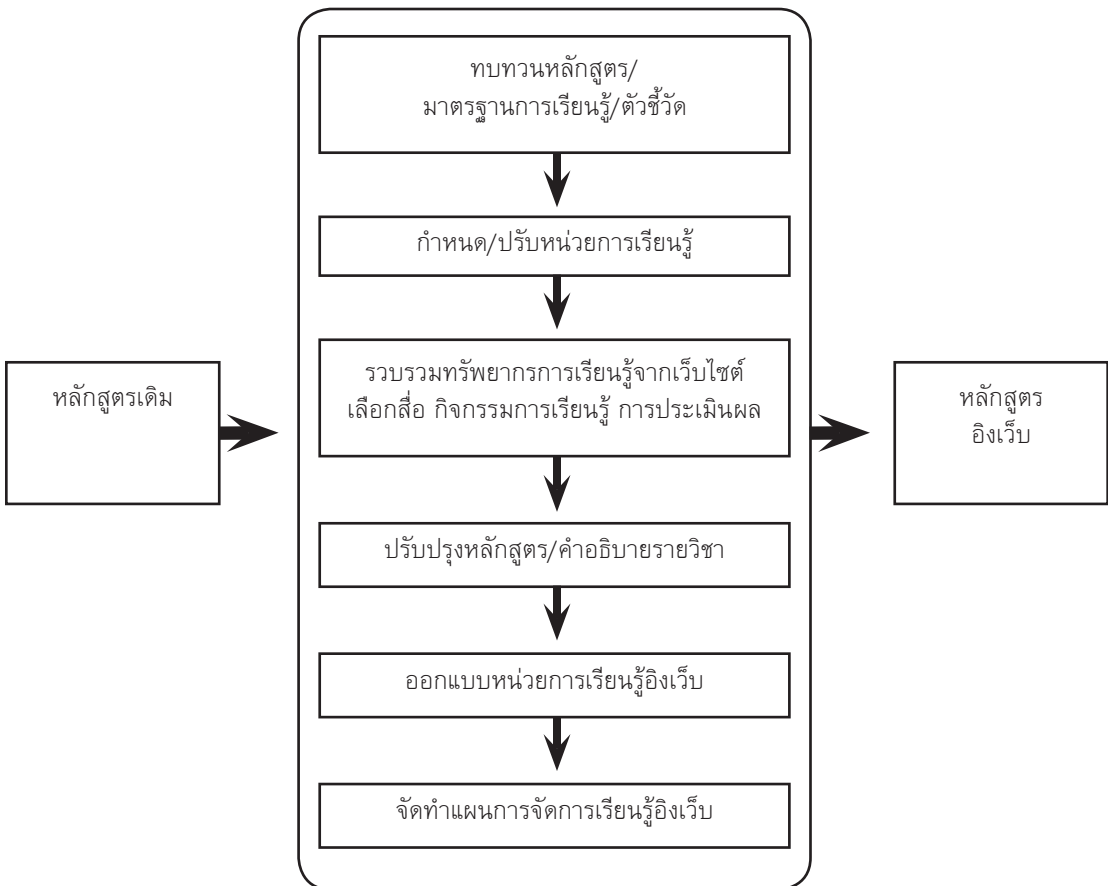 ทบทวนหลักสูตร/
มาตรฐานการเรียนรู้/ตัวชี้วัด
กำหนด/ปรับหน่วยการเรียนรู้
หลักสูตรเดิม
รวบรวมทรัพยากรการเรียนรู้จากเว็บไซต์
เลือกสื่อ กิจกรรมการเรียนรู้ การประเมินผล
หลักสูตร
อิงเว็บ
ปรับปรุงหลักสูตร/คำอธิบายรายวิชา
ออกแบบหน่วยการเรียนรู้อิงเว็บ
จัดทำแผนการจัดการเรียนรู้อิงเว็บ